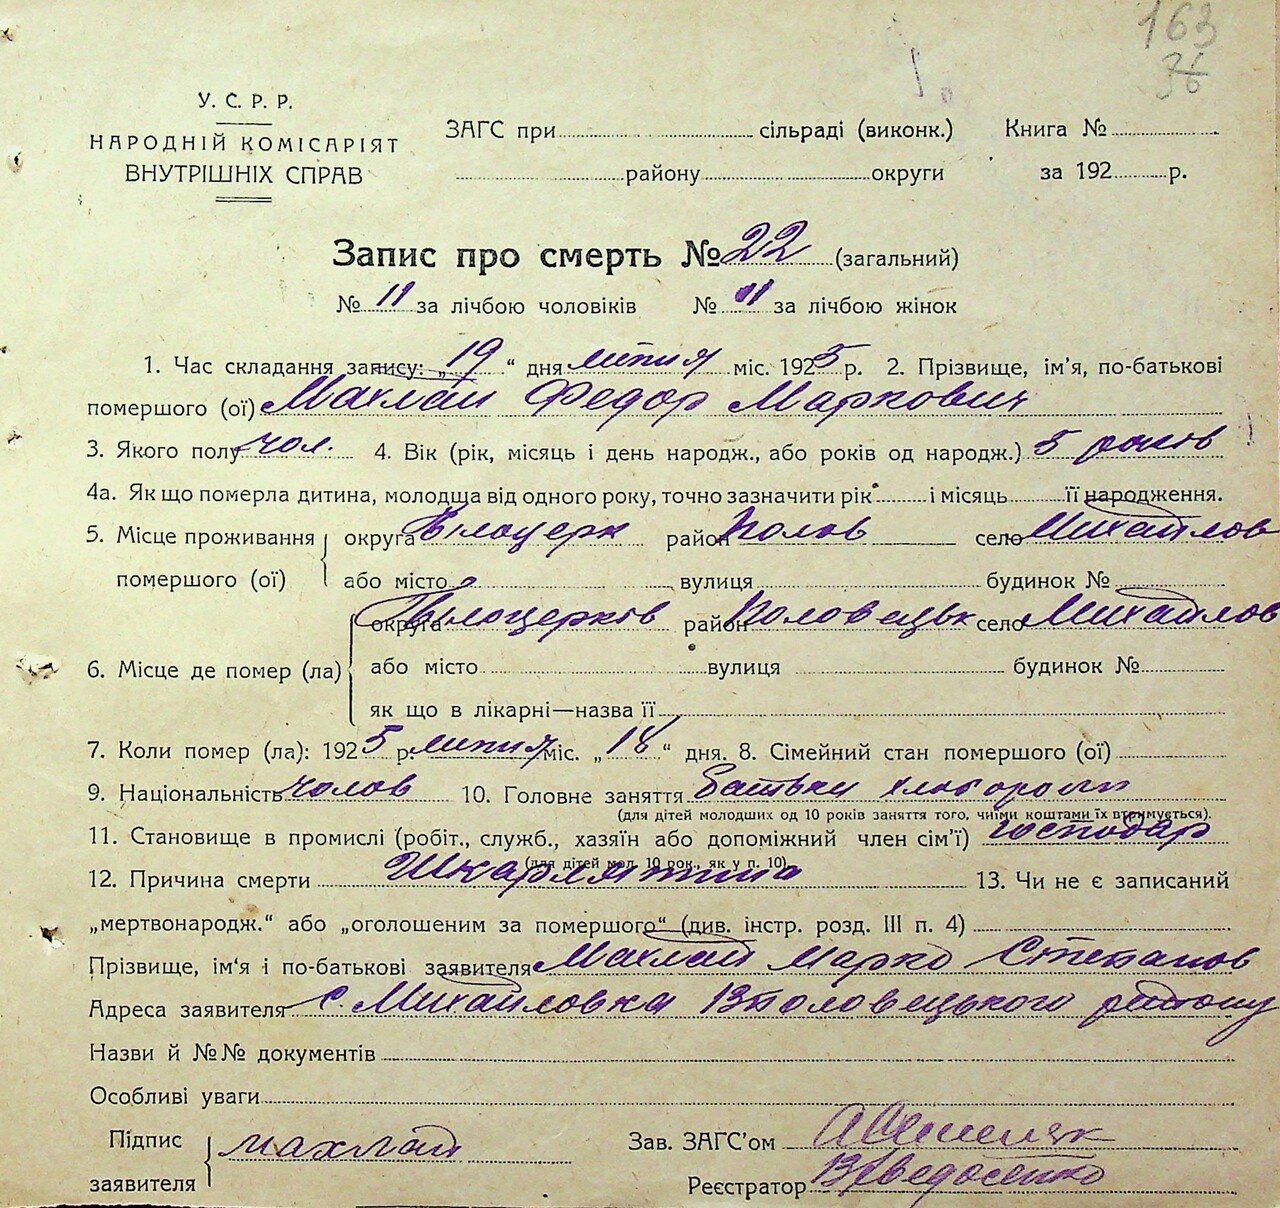 163
36
У. С. Р. Р.
НАРОДНІЙ КОМІСАРІЯТ
ВНУТРІШНІХ СПРАВ
ЗАГС при сільраді (виконк.)
району округи
Книга №
за 192 р.
Запис про смерть № 22 (загальний)
№ 11 за лічбою чоловіків № 11 за лічбою жінок
1. Час складання запису: „19“ дня липня міс. 1925 р. 2. Прізвище, ім'я, по-батькові
помершого (ої) Махлай Федор Маркович
3. Якого полу чол. 4. Вік (рік, місяць і день народж., або років од народж.) 5 років
4а. Як що померла дитина, молодща від одного року, точно зазначити рік і місяць її народження.
5. Місце проживання помершого (ої) округа Білоцерк район Полов село Михайлов
або місто вулиця будинок №
6. Місце де помер (ла) округа Білоцерків район Половецьк село Михайлов
або місто вулиця будинок №
як що в лікарні—назва її
7. Коли помер (ла): 1925 р. липня міс. „18“ дня. 8. Сімейний стан помершого (ої)
9. Національність чолов 10. Головне заняття батьки хлібороби
(для дітей молодших од 10 років заняття того, чиїми коштами їх втримується).
11. Становище в промислі (робіт., служб., хазяїн або допоміжний член сім'ї) господар
(для дітей мол. 10 рок., як у п. 10)
12. Причина смерти Шкарлятина 13. Чи не є записаний
„мертвонародж.“ або „оголошеним за помершого“ (див. інстр. розд. III п. 4)
Прізвище, ім'я і по-батькові заявителя Махлай Марко Степанов
Адреса заявителя с. Михайловка Вполовецького району
Назви й №№ документів
Особливі уваги
Підпис заявителя Махлай
Зав. ЗАГС'ом
Реєстратор